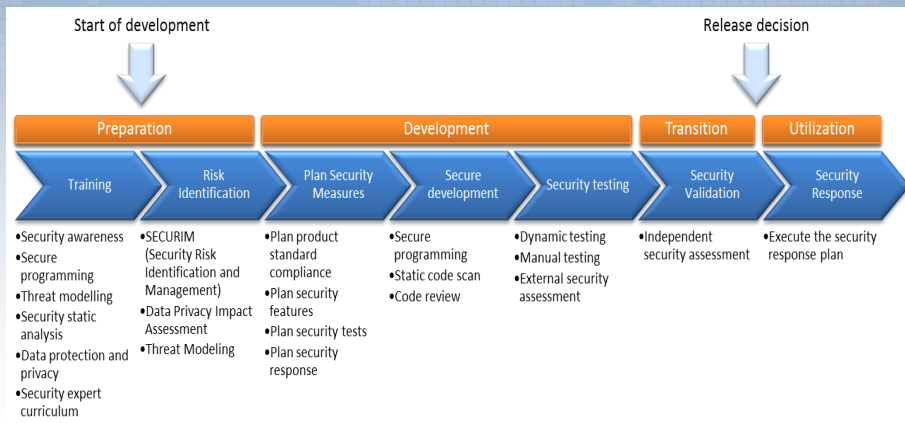 Start of development
Release decision
Preparation
Development
Transition
Utilization
Training
Risk
Identification
Plan Security
Measures
Secure
development
Security testing
Security
Validation
Security
Response
•Security awareness
•Secure
programming
•Threat modelling
•Security static
analysis
•Data protection and
privacy
•Security expert
curriculum
•SECURIM
(Security Risk
Identification and
Management)
•Data Privacy Impact
Assessment
•Threat Modeling
•Plan product
standard
compliance
•Plan security
features
•Plan security tests
•Plan security
response
•Secure
programming
•Static code scan
•Code review
•Dynamic testing
•Manual testing
•External security
assessment
•Independent
security assessment
•Execute the security
response plan